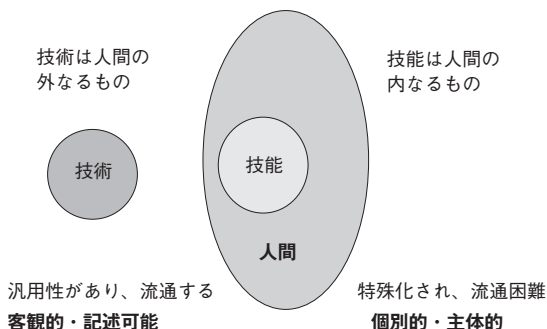 技術は人間の
外なるもの
技能は人間の
内なるもの
技術
技能
人間
汎用性があり、流通する
客観的・記述可能
特殊化され、流通困難
個別的・主体的